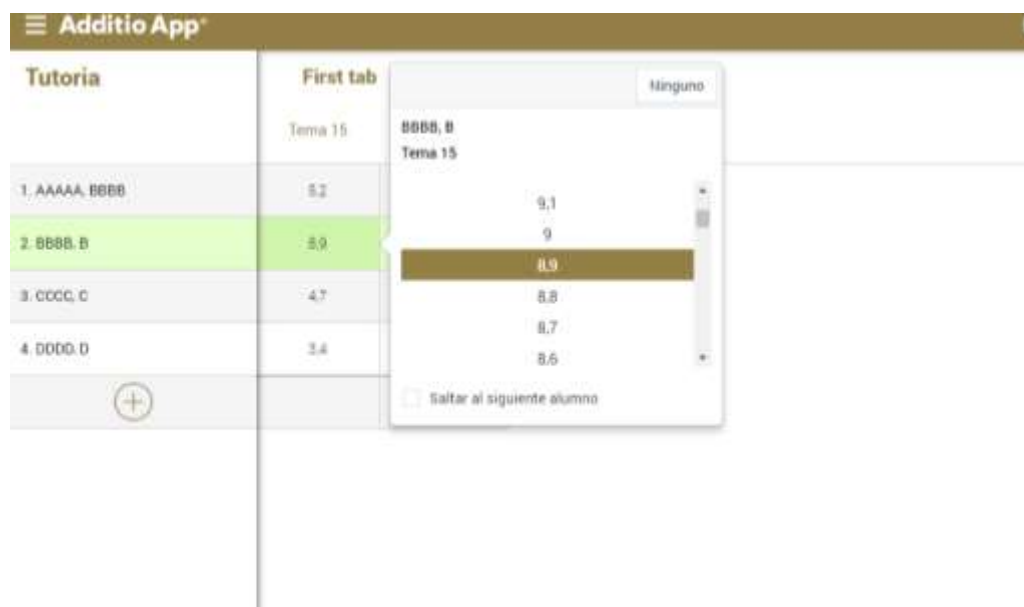 Additio App®
Tutoria
First tab
Ninguno
Tema 15
BBBB, B
Tema 15
1. AAAAA, BBBB
2. BBBB, B
8,9
3. CCCC, C
4,7
4. DDDD, D
3,4
9,1
9
8,9
8,8
8,7
8,6
Saltar al siguiente alumno